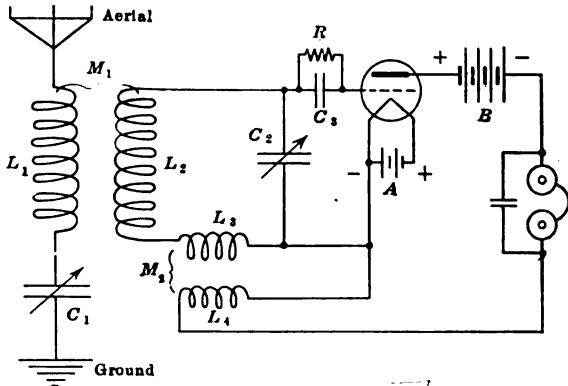 Aerial
M₁
R
L₁
L₂
C₂
C₃
+ -
B
- A +
L₃
M₂
L₄
C₁
Ground